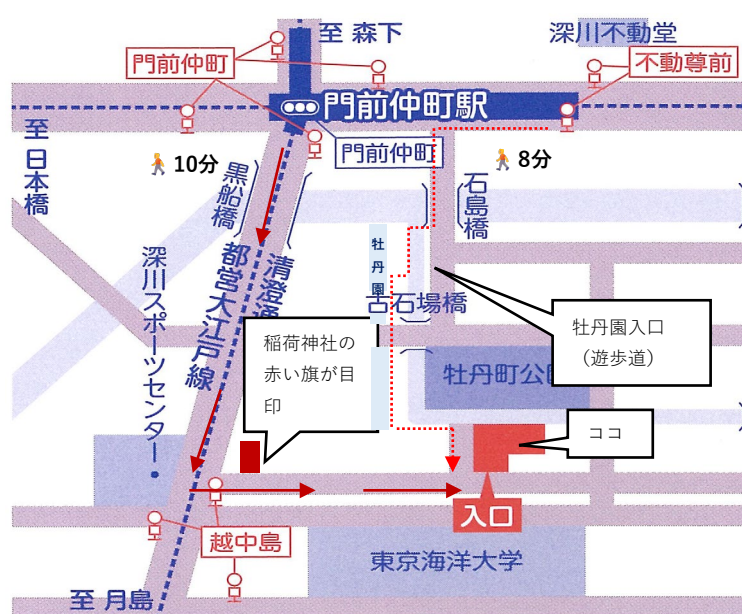 至 森下
深川不動堂
門前仲町
不動尊前
門前仲町駅
門前仲町
至日本橋
10分
8分
黒船橋
石島橋
牡丹園
清澄通
都営大江戸線
深川スポーツセンター・
古石場橋
稲荷神社の
赤い旗が目
印
牡丹園入口
（遊歩道）
牡丹町公
ココ
入口
越中島
東京海洋大学
至 月島